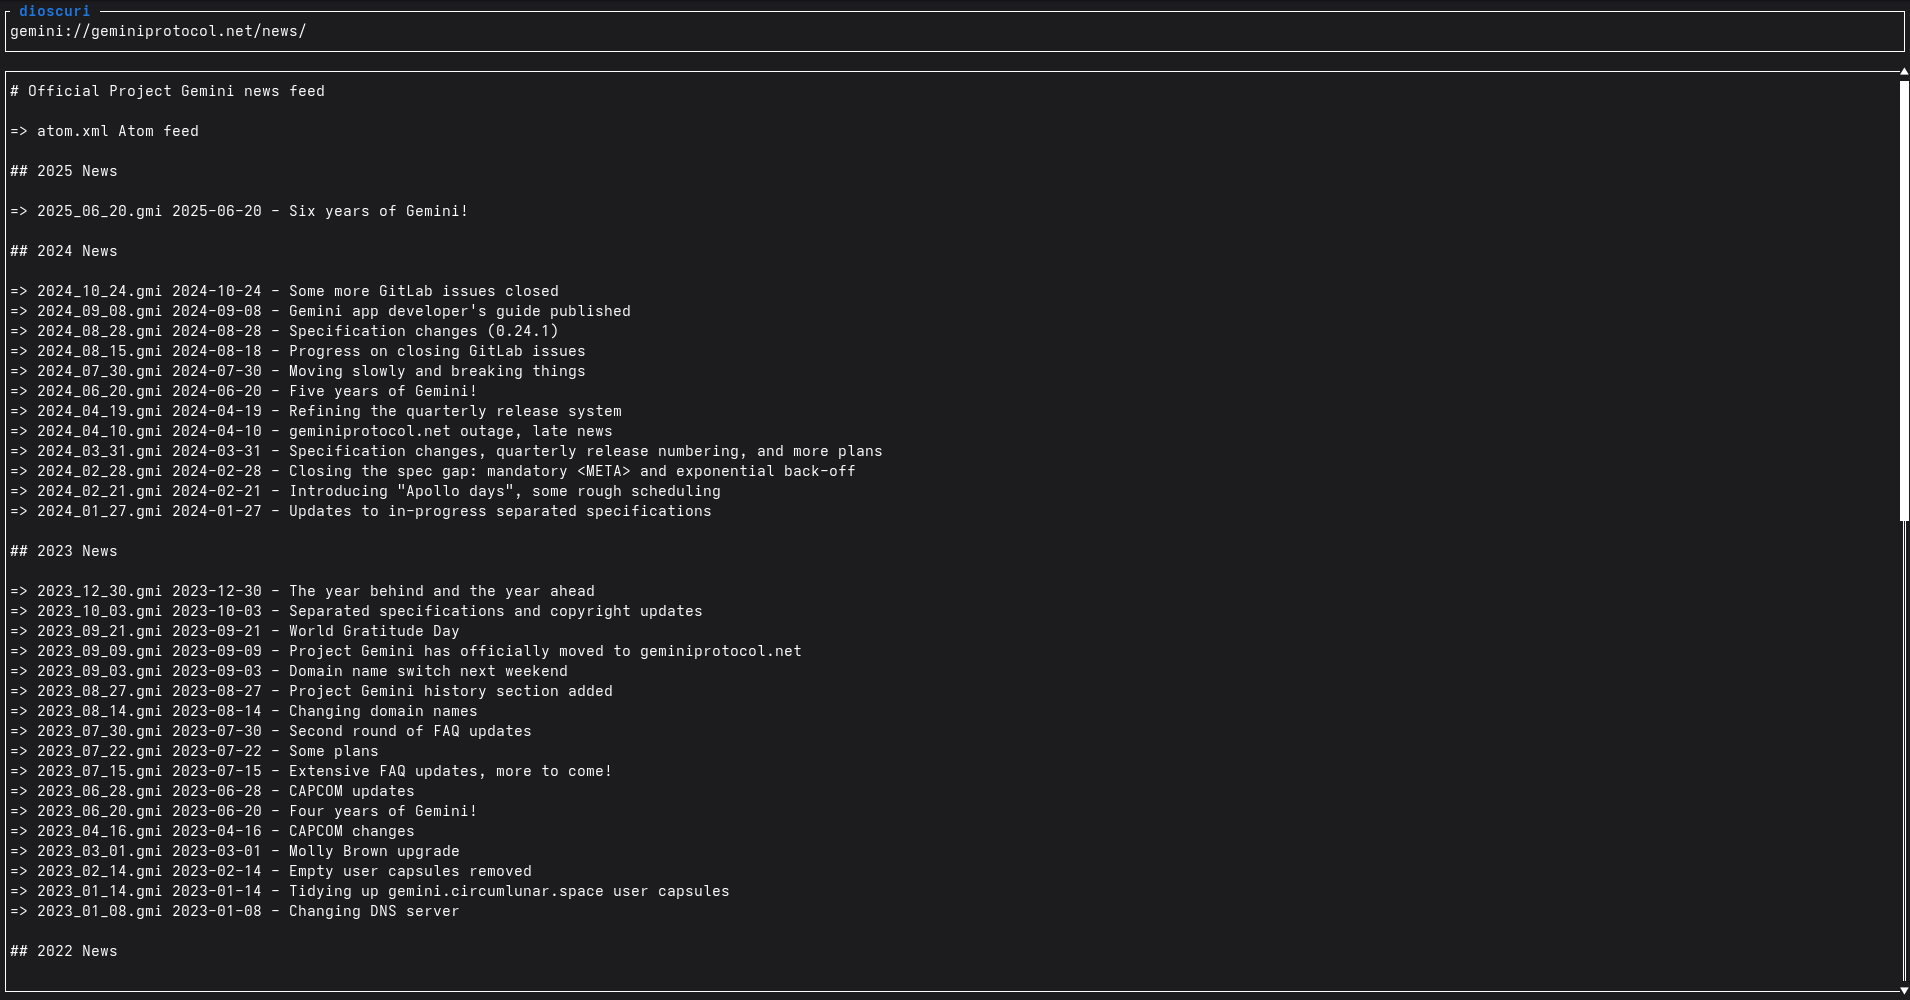 dioscuri
gemini://geminiprotocol.net/news/
# Official Project Gemini news feed
=> atom.xml Atom feed
## 2025 News
=> 2025_06_20.gmi 2025-06-20 - Six years of Gemini!
## 2024 News
=> 2024_10_24.gmi 2024-10-24 - Some more GitLab issues closed
=> 2024_09_08.gmi 2024-09-08 - Gemini app developer's guide published
=> 2024_08_28.gmi 2024-08-28 - Specification changes (0.24.1)
=> 2024_08_15.gmi 2024-08-18 - Progress on closing GitLab issues
=> 2024_07_30.gmi 2024-07-30 - Moving slowly and breaking things
=> 2024_06_20.gmi 2024-06-20 - Five years of Gemini!
=> 2024_04_19.gmi 2024-04-19 - Refining the quarterly release system
=> 2024_04_10.gmi 2024-04-10 - geminiprotocol.net outage, late news
=> 2024_03_31.gmi 2024-03-31 - Specification changes, quarterly release numbering, and more plans
=> 2024_02_28.gmi 2024-02-28 - Closing the spec gap: mandatory <META> and exponential back-off
=> 2024_02_21.gmi 2024-02-21 - Introducing "Apollo days", some rough scheduling
=> 2024_01_27.gmi 2024-01-27 - Updates to in-progress separated specifications
## 2023 News
=> 2023_12_30.gmi 2023-12-30 - The year behind and the year ahead
=> 2023_10_03.gmi 2023-10-03 - Separated specifications and copyright updates
=> 2023_09_21.gmi 2023-09-21 - World Gratitude Day
=> 2023_09_09.gmi 2023-09-09 - Project Gemini has officially moved to geminiprotocol.net
=> 2023_09_03.gmi 2023-09-03 - Domain name switch next weekend
=> 2023_08_27.gmi 2023-08-27 - Project Gemini history section added
=> 2023_08_14.gmi 2023-08-14 - Changing domain names
=> 2023_07_30.gmi 2023-07-30 - Second round of FAQ updates
=> 2023_07_22.gmi 2023-07-22 - Some plans
=> 2023_07_15.gmi 2023-07-15 - Extensive FAQ updates, more to come!
=> 2023_06_28.gmi 2023-06-28 - CAPCOM updates
=> 2023_06_20.gmi 2023-06-20 - Four years of Gemini!
=> 2023_04_16.gmi 2023-04-16 - CAPCOM changes
=> 2023_03_01.gmi 2023-03-01 - Molly Brown upgrade
=> 2023_02_14.gmi 2023-02-14 - Empty user capsules removed
=> 2023_01_14.gmi 2023-01-14 - Tidying up gemini.circumlunar.space user capsules
=> 2023_01_08.gmi 2023-01-08 - Changing DNS server
## 2022 News